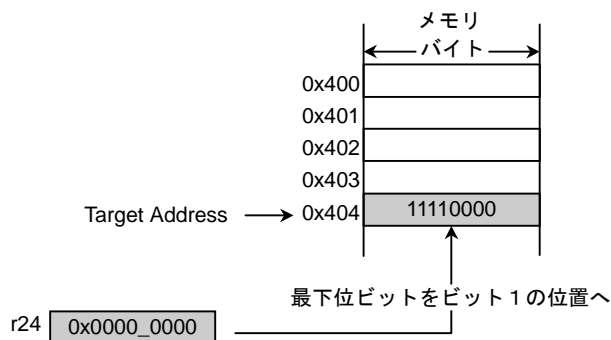 メモリ
バイト
0x400
0x401
0x402
0x403
Target Address 0x404 11110000
最下位ビットをビット１の位置へ
r24 0x0000_0000